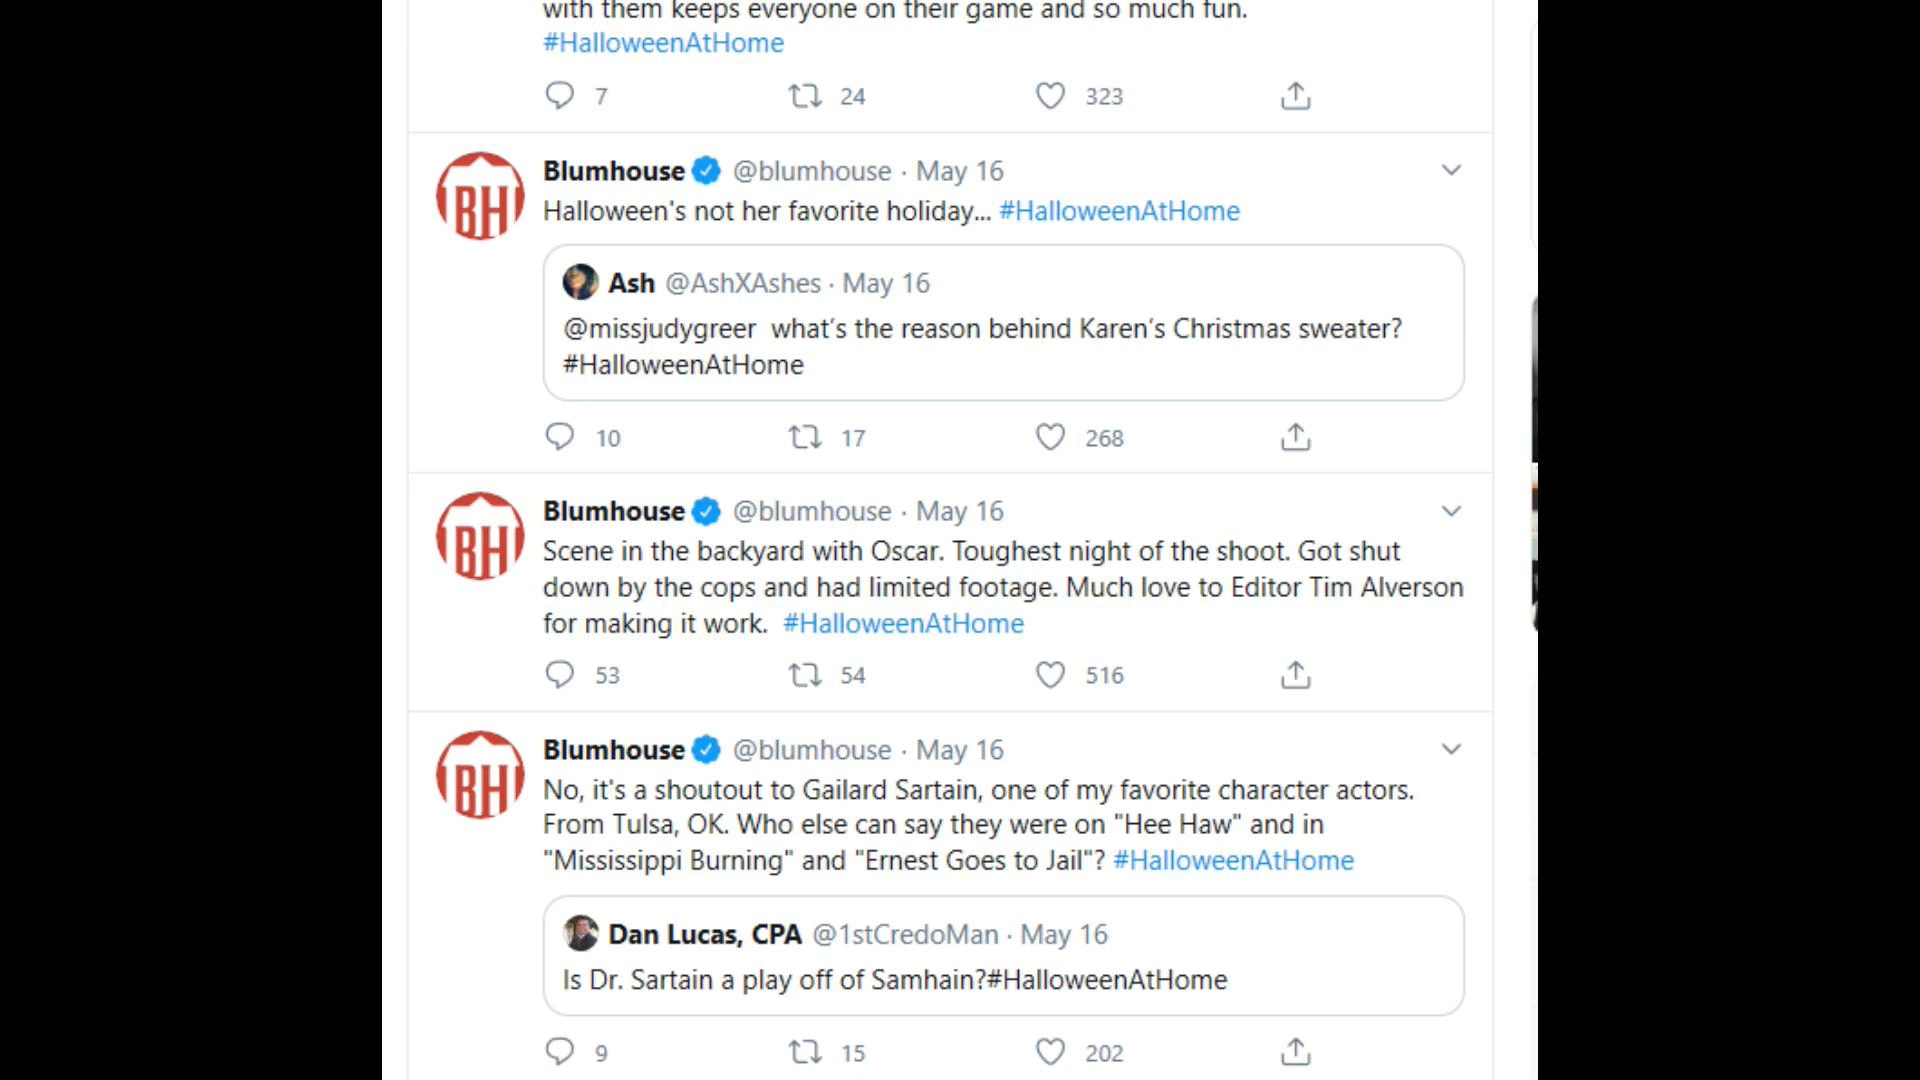 with them keeps everyone on their game and so much fun.
#HalloweenAtHome
7 24 323
BH
Blumhouse @blumhouse · May 16
Halloween's not her favorite holiday... #HalloweenAtHome
Ash @AshXAshes · May 16
@missjudygreer  what’s the reason behind Karen’s Christmas sweater?
#HalloweenAtHome
10 17 268
BH
Blumhouse @blumhouse · May 16
Scene in the backyard with Oscar. Toughest night of the shoot. Got shut
down by the cops and had limited footage. Much love to Editor Tim Alverson
for making it work.  #HalloweenAtHome
53 54 516
BH
Blumhouse @blumhouse · May 16
No, it's a shoutout to Gailard Sartain, one of my favorite character actors.
From Tulsa, OK. Who else can say they were on "Hee Haw" and in
"Mississippi Burning" and "Ernest Goes to Jail"? #HalloweenAtHome
Dan Lucas, CPA @1stCredoMan · May 16
Is Dr. Sartain a play off of Samhain?#HalloweenAtHome
9 15 202